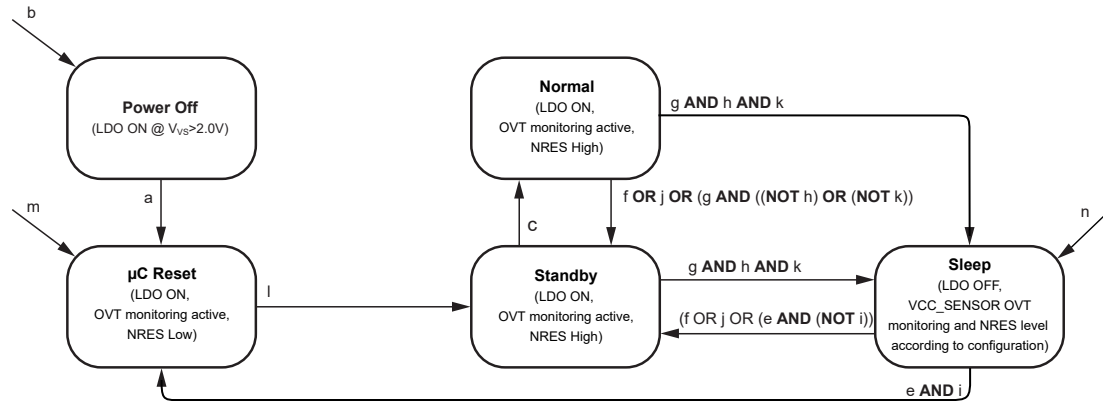 b
Power Off
(LDO ON @ VVS>2.0V)
a
m
µC Reset
(LDO ON,
OVT monitoring active,
NRES Low)
l
Normal
(LDO ON,
OVT monitoring active,
NRES High)
g AND h AND k
f OR j OR (g AND ((NOT h) OR (NOT k))
c
Standby
(LDO ON,
OVT monitoring active,
NRES High)
g AND h AND k
(f OR j OR (e AND (NOT i))
n
Sleep
(LDO OFF,
VCC_SENSOR OVT
monitoring and NRES level
according to configuration)
e AND i